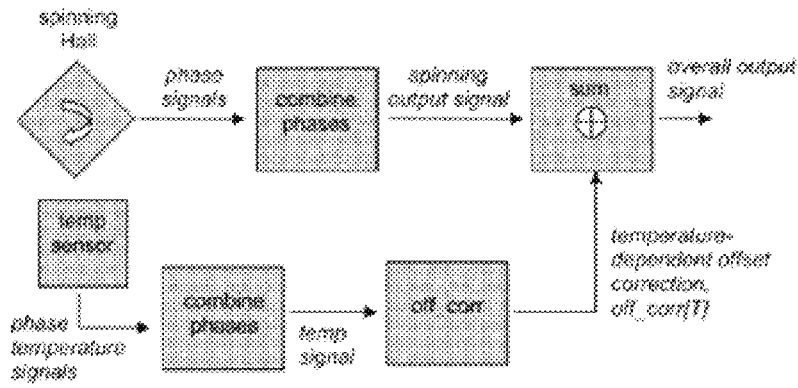 spinning
Hall
phase
signals
combine
phases
spinning
output signal
sum
overall output
signal
temp
sensor
phase
temperature
signals
combine
phases
temp
signal
off_corr
temperature-
dependent offset
correction,
off_corr(T)